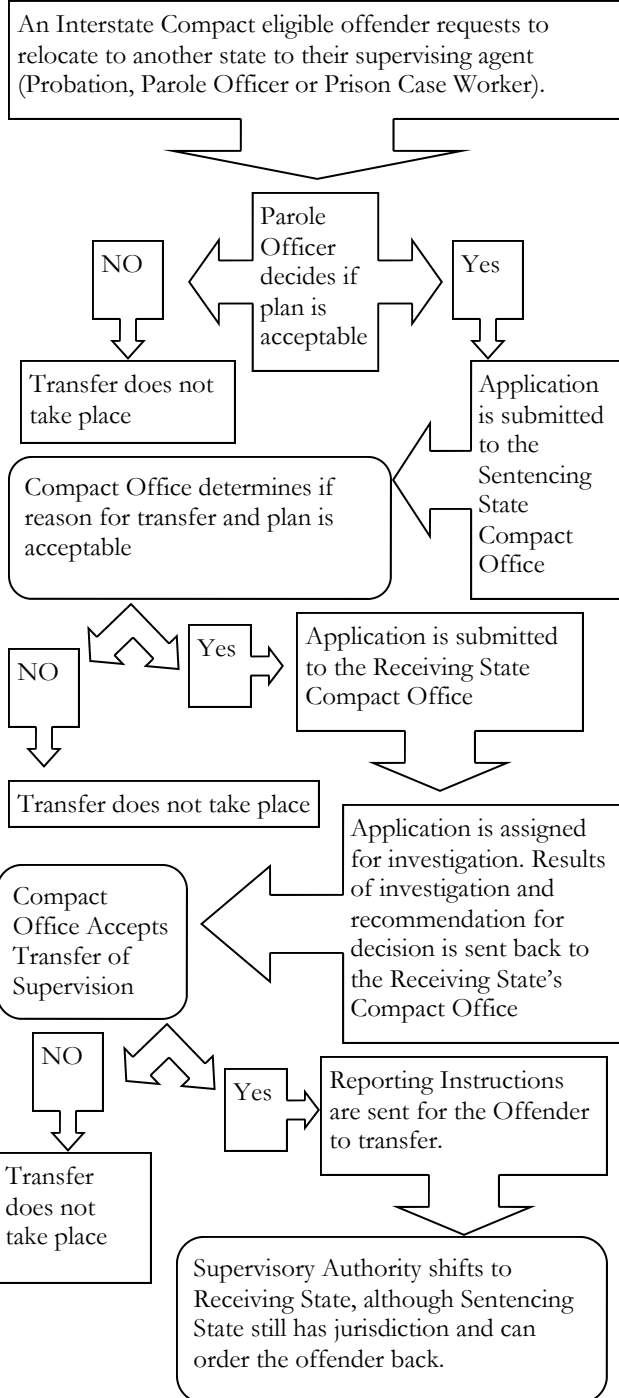 An Interstate Compact eligible offender requests to
relocate to another state to their supervising agent
(Probation, Parole Officer or Prison Case Worker).
Parole
Officer
decides if
plan is
acceptable
NO
Yes
Transfer does not
take place
Application
is submitted
to the
Sentencing
State
Compact
Office
Compact Office determines if
reason for transfer and plan is
acceptable
NO
Yes
Application is submitted
to the Receiving State
Compact Office
Transfer does not take place
Application is assigned
for investigation. Results
of investigation and
recommendation for
decision is sent back to
the Receiving State’s
Compact Office
Compact
Office Accepts
Transfer of
Supervision
NO
Yes
Reporting Instructions
are sent for the Offender
to transfer.
Transfer
does not
take place
Supervisory Authority shifts to
Receiving State, although Sentencing
State still has jurisdiction and can
order the offender back.